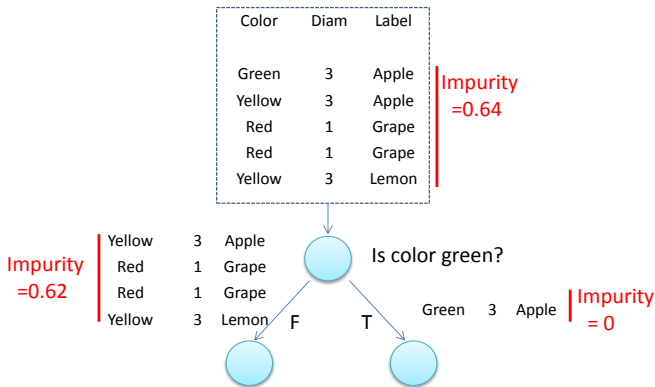 Color Diam Label
Green 3 Apple
Yellow 3 Apple
Red 1 Grape
Red 1 Grape
Yellow 3 Lemon
Impurity
=0.64
Yellow 3 Apple
Red 1 Grape
Red 1 Grape
Yellow 3 Lemon
Impurity
=0.62
Is color green?
Green 3 Apple
Impurity
= 0
F T